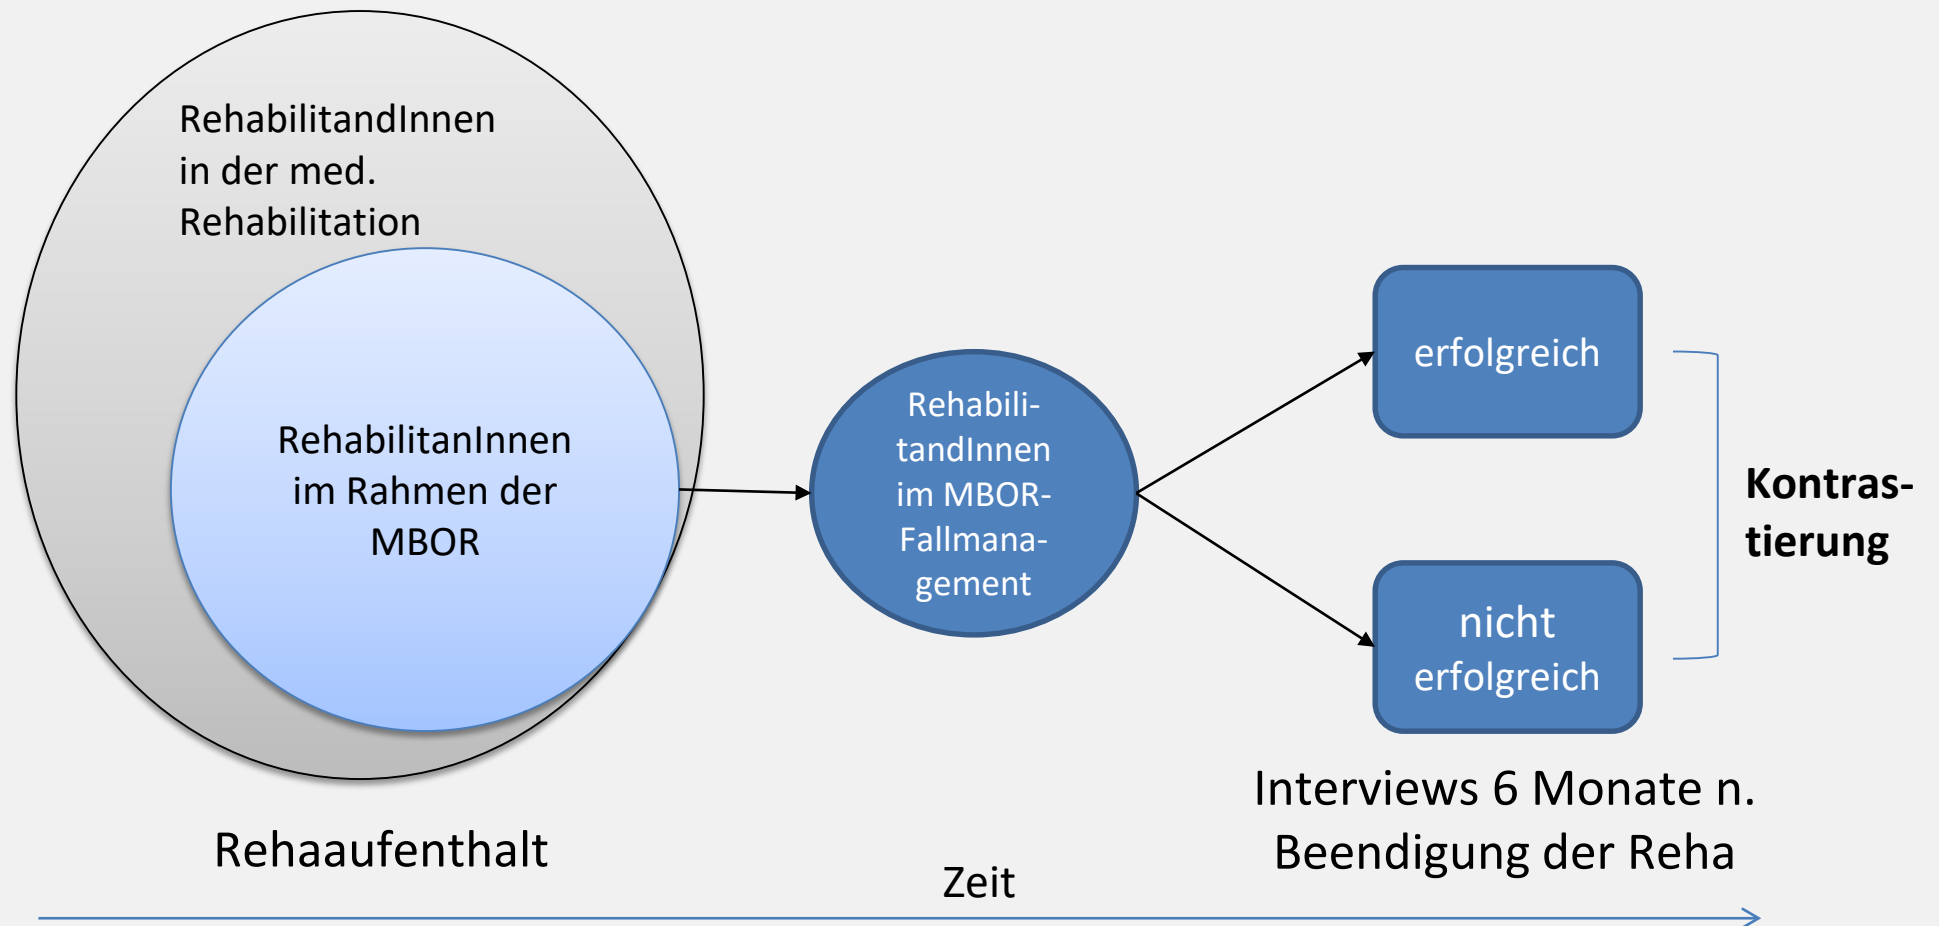 RehabilitandInnen
in der med.
Rehabilitation
RehabilitanInnen
im Rahmen der
MBOR
Rehabili-
tandInnen
im MBOR-
Fallmana-
gement
erfolgreich
nicht
erfolgreich
Kontras-
tierung
Rehaaufenthalt
Interviews 6 Monate n.
Beendigung der Reha
Zeit